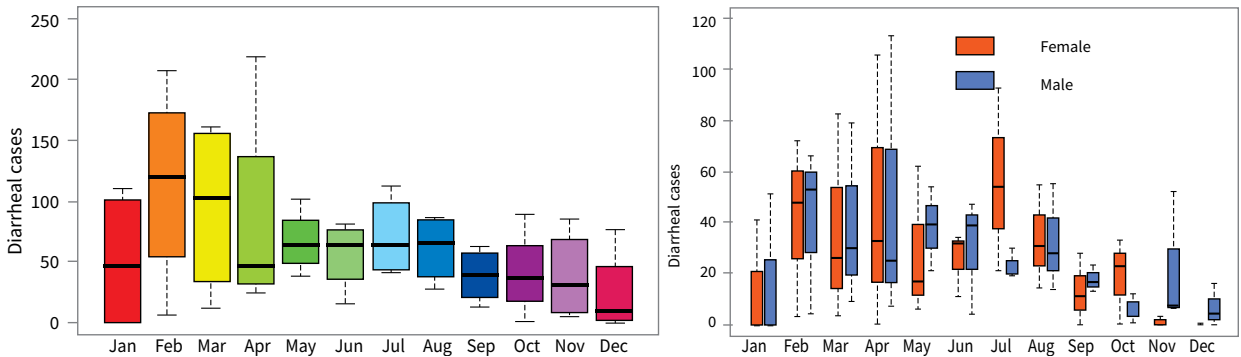 Diarrheal cases
250
200
150
100
50
0
Jan Feb Mar Apr May Jun Jul Aug Sep Oct Nov Dec
Diarrheal cases
120
100
80
60
40
20
0
Female
Male
Jan Feb Mar Apr May Jun Jul Aug Sep Oct Nov Dec